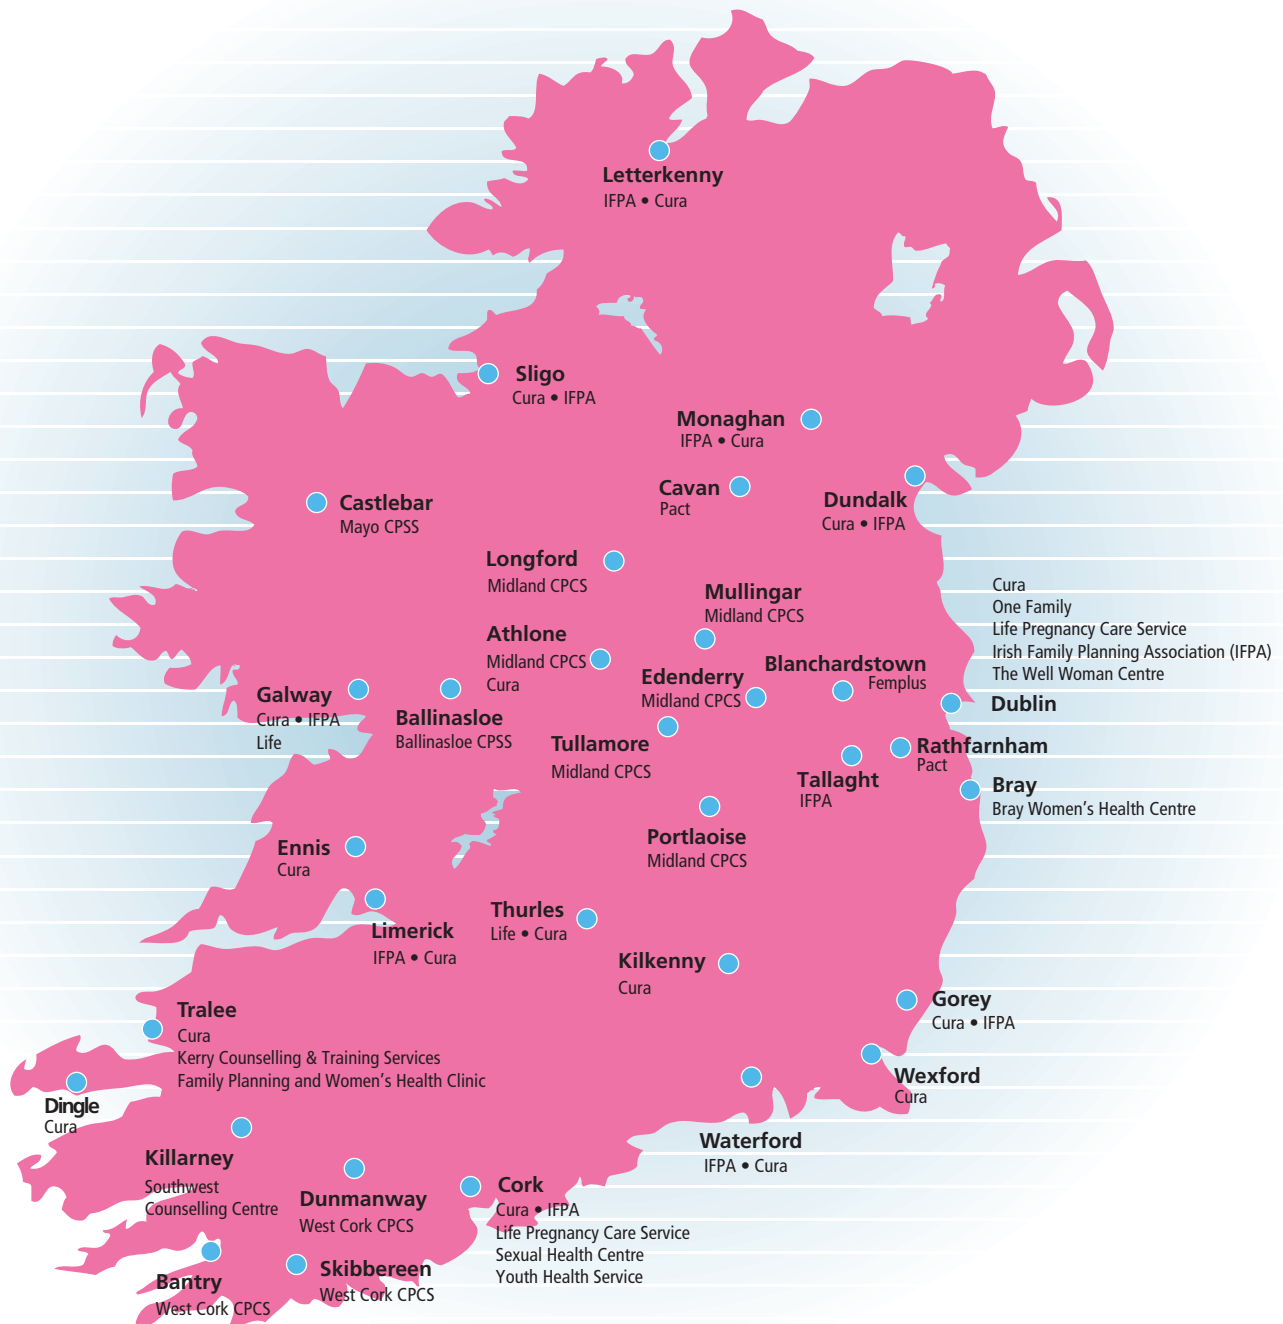 Letterkenny
IFPA • Cura
Sligo
Cura • IFPA
Monaghan
IFPA • Cura
Cavan
Pact
Dundalk
Cura • IFPA
Castlebar
Mayo CPSS
Longford
Midland CPCS
Mullingar
Midland CPCS
Cura
One Family
Life Pregnancy Care Service
Irish Family Planning Association (IFPA)
The Well Woman Centre
Dublin
Athlone
Midland CPCS
Cura
Edenderry
Midland CPCS
Blanchardstown
Femplus
Galway
Cura • IFPA
Life
Ballinasloe
Ballinasloe CPSS
Tullamore
Midland CPCS
Rathfarnham
Pact
Tallaght
IFPA
Bray
Bray Women’s Health Centre
Portlaoise
Midland CPCS
Ennis
Cura
Limerick
IFPA • Cura
Thurles
Life • Cura
Kilkenny
Cura
Gorey
Cura • IFPA
Tralee
Cura
Kerry Counselling & Training Services
Family Planning and Women’s Health Clinic
Wexford
Cura
Dingle
Cura
Waterford
IFPA • Cura
Killarney
Southwest
Counselling Centre
Dunmanway
West Cork CPCS
Cork
Cura • IFPA
Life Pregnancy Care Service
Sexual Health Centre
Youth Health Service
Bantry
West Cork CPCS
Skibbereen
West Cork CPCS